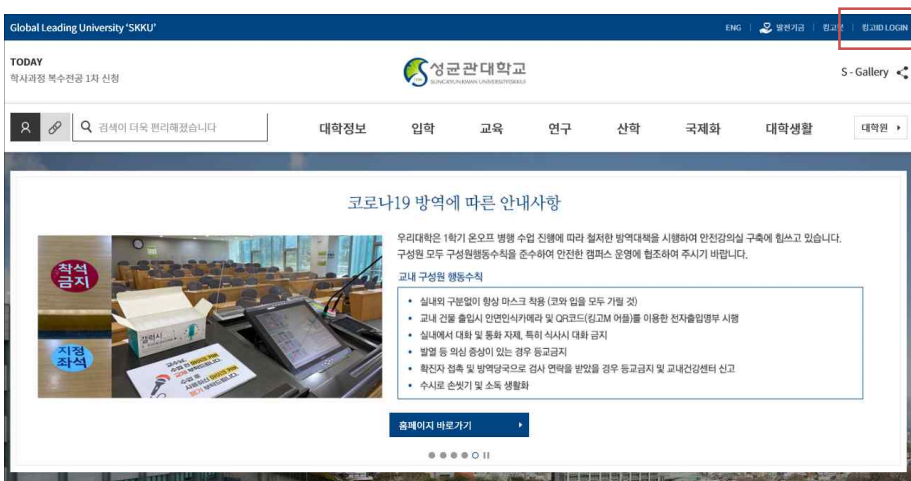 Global Leading University 'SKKU'
ENG 발전기금 킹고 킹고ID LOGIN
TODAY
학사과정 복수전공 1차 신청
성균관대학교
SUNGKYUNKWAN UNIVERSITY(SKKU)
S - Gallery
검색이 더욱 편리해졌습니다
대학정보 입학 교육 연구 산학 국제화 대학생활 대학원
코로나19 방역에 따른 안내사항
우리대학은 1학기 온오프 병행 수업 진행에 따라 철저한 방역대책을 시행하여 안전강의실 구축에 힘쓰고 있습니다.
구성원 모두 구성원행동수칙을 준수하여 안전한 캠퍼스 운영에 협조하여 주시기 바랍니다.
교내 구성원 행동수칙
• 실내외 구분없이 항상 마스크 착용 (코와 입을 모두 가릴 것)
• 교내 건물 출입시 안면인식카메라 및 QR코드(킹고M 어플)를 이용한 전자출입명부 시행
• 실내에서 대화 및 통화 자제, 특히 식사시 대화 금지
• 발열 등 의심 증상이 있는 경우 등교금지
• 확진자 접촉 및 방역당국으로 검사 연락을 받았을 경우 등교금지 및 교내건강센터 신고
• 수시로 손씻기 및 소독 생활화
착석
금지
지정
좌석
홈페이지 바로가기